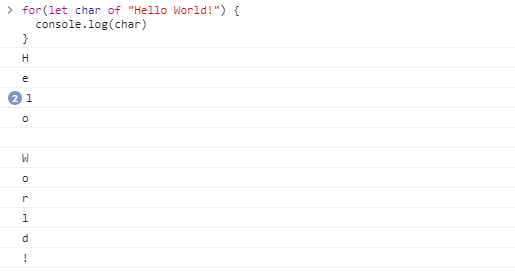 > for(let char of "Hello World!") {
console.log(char)
}
H
e
2 l
o
W
o
r
l
d
!